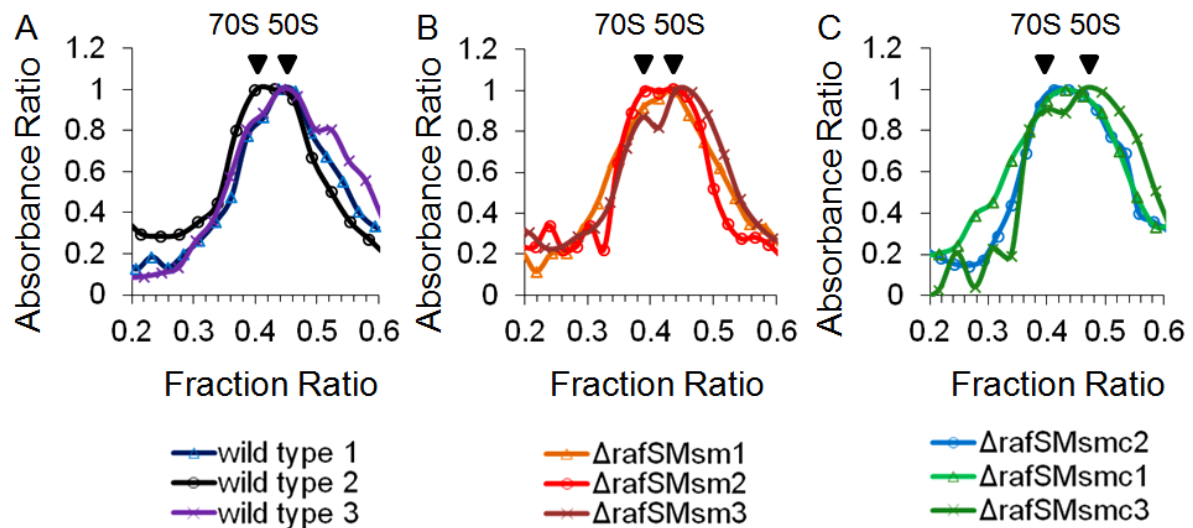 A 70S 50S
1.2
1
0.8
0.6
0.4
0.2
0
0.2 0.3 0.4 0.5 0.6
Absorbance Ratio
Fraction Ratio
wild type 1
wild type 2
wild type 3
B 70S 50S
1.2
1
0.8
0.6
0.4
0.2
0
0.2 0.3 0.4 0.5 0.6
Absorbance Ratio
Fraction Ratio
ΔrafSMsm1
ΔrafSMsm2
ΔrafSMsm3
C 70S 50S
1.2
1
0.8
0.6
0.4
0.2
0
0.2 0.3 0.4 0.5 0.6
Absorbance Ratio
Fraction Ratio
ΔrafSMsmc2
ΔrafSMsmc1
ΔrafSMsmc3